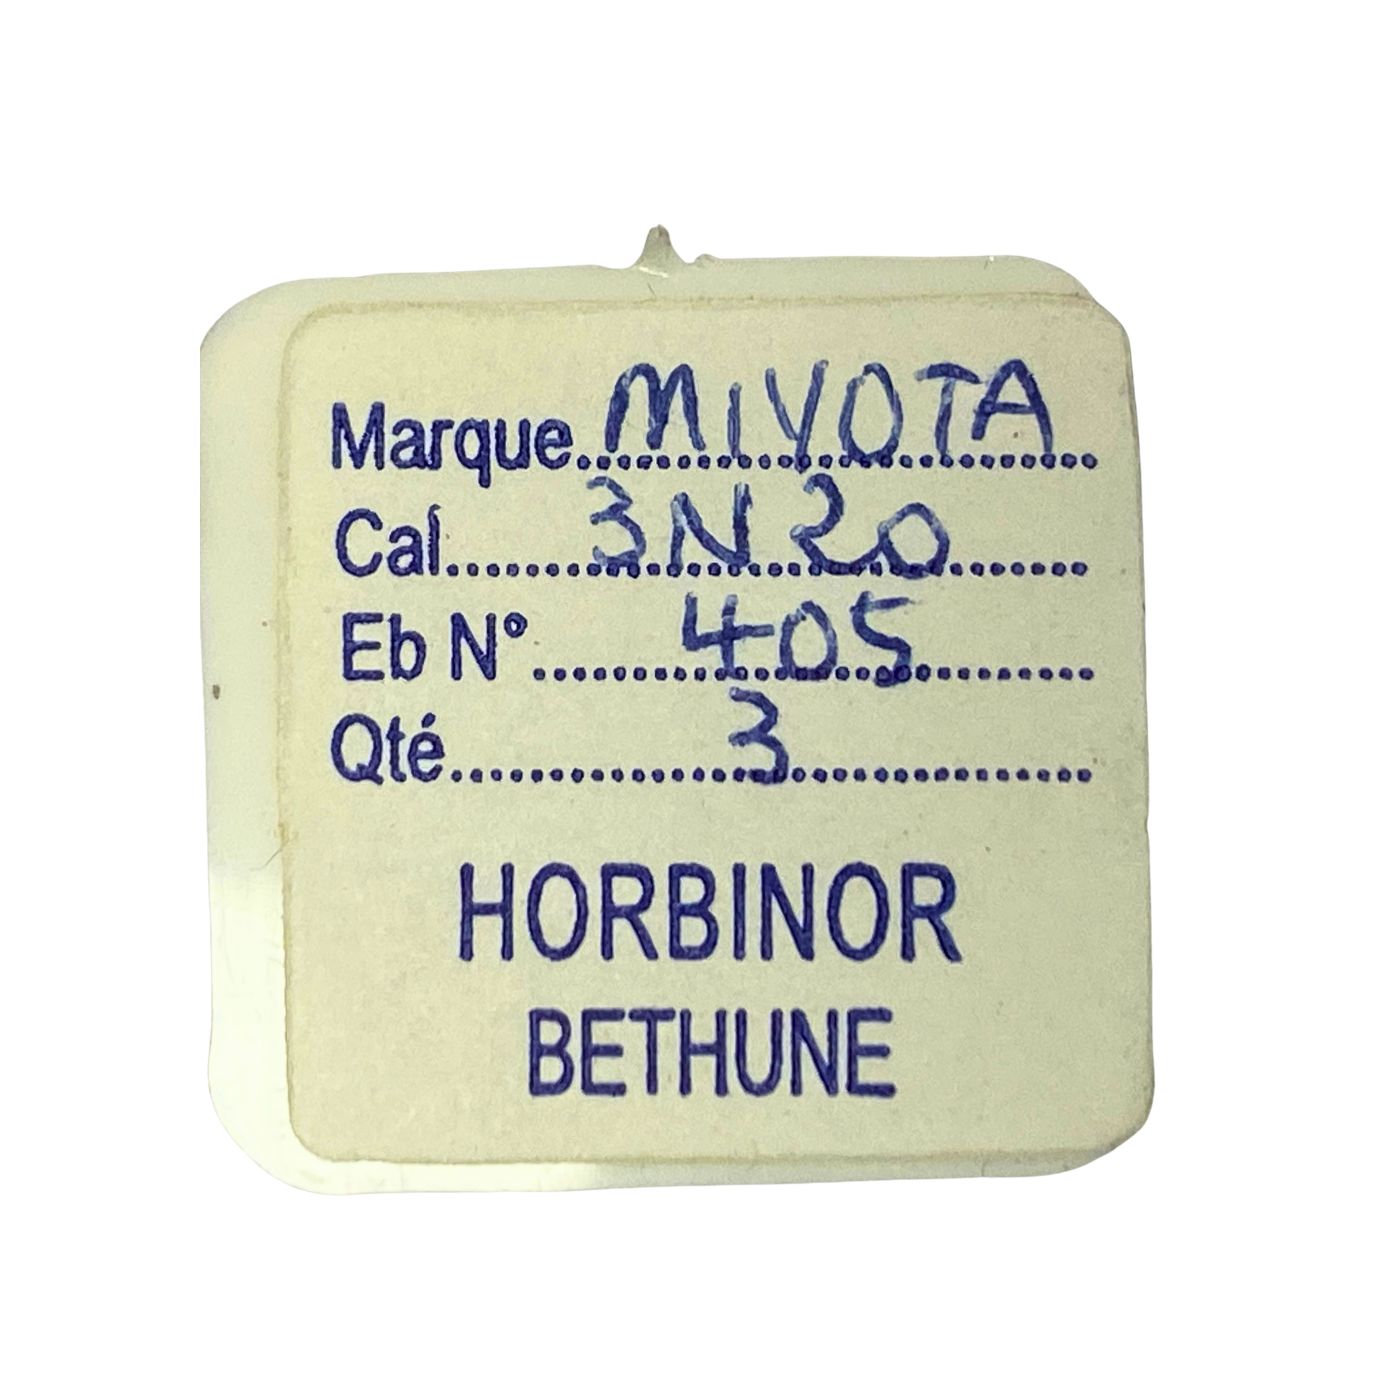 Marque MIYOTA
Cal 3N20
Eb N° 405
Qté 3
HORBINOR
BETHUNE